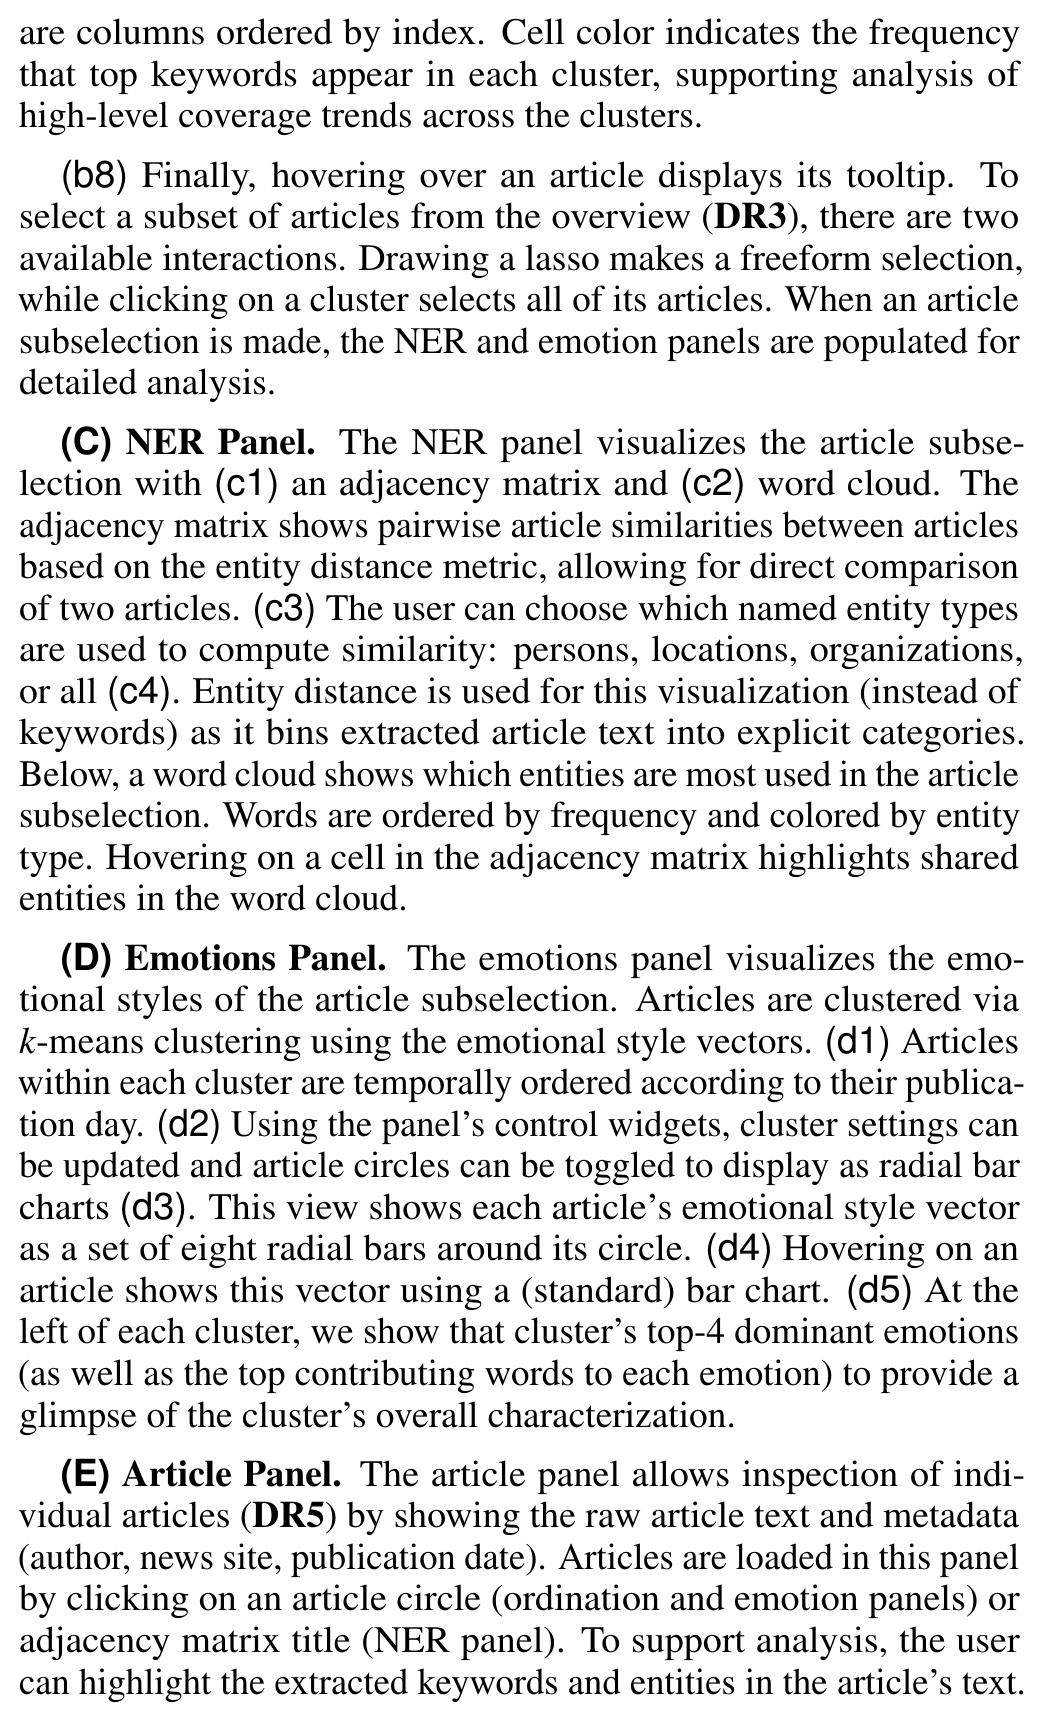 are columns ordered by index. Cell color indicates the frequency
that top keywords appear in each cluster, supporting analysis of
high-level coverage trends across the clusters.
(b8) Finally, hovering over an article displays its tooltip. To
select a subset of articles from the overview (DR3), there are two
available interactions. Drawing a lasso makes a freeform selection,
while clicking on a cluster selects all of its articles. When an article
subselection is made, the NER and emotion panels are populated for
detailed analysis.
(C) NER Panel. The NER panel visualizes the article subse-
lection with (c1) an adjacency matrix and (c2) word cloud. The
adjacency matrix shows pairwise article similarities between articles
based on the entity distance metric, allowing for direct comparison
of two articles. (c3) The user can choose which named entity types
are used to compute similarity: persons, locations, organizations,
or all (c4). Entity distance is used for this visualization (instead of
keywords) as it bins extracted article text into explicit categories.
Below, a word cloud shows which entities are most used in the article
subselection. Words are ordered by frequency and colored by entity
type. Hovering on a cell in the adjacency matrix highlights shared
entities in the word cloud.
(D) Emotions Panel. The emotions panel visualizes the emo-
tional styles of the article subselection. Articles are clustered via
k-means clustering using the emotional style vectors. (d1) Articles
within each cluster are temporally ordered according to their publica-
tion day. (d2) Using the panel's control widgets, cluster settings can
be updated and article circles can be toggled to display as radial bar
charts (d3). This view shows each article's emotional style vector
as a set of eight radial bars around its circle. (d4) Hovering on an
article shows this vector using a (standard) bar chart. (d5) At the
left of each cluster, we show that cluster's top-4 dominant emotions
(as well as the top contributing words to each emotion) to provide a
glimpse of the cluster's overall characterization.
(E) Article Panel. The article panel allows inspection of indi-
vidual articles (DR5) by showing the raw article text and metadata
(author, news site, publication date). Articles are loaded in this panel
by clicking on an article circle (ordination and emotion panels) or
adjacency matrix title (NER panel). To support analysis, the user
can highlight the extracted keywords and entities in the article's text.